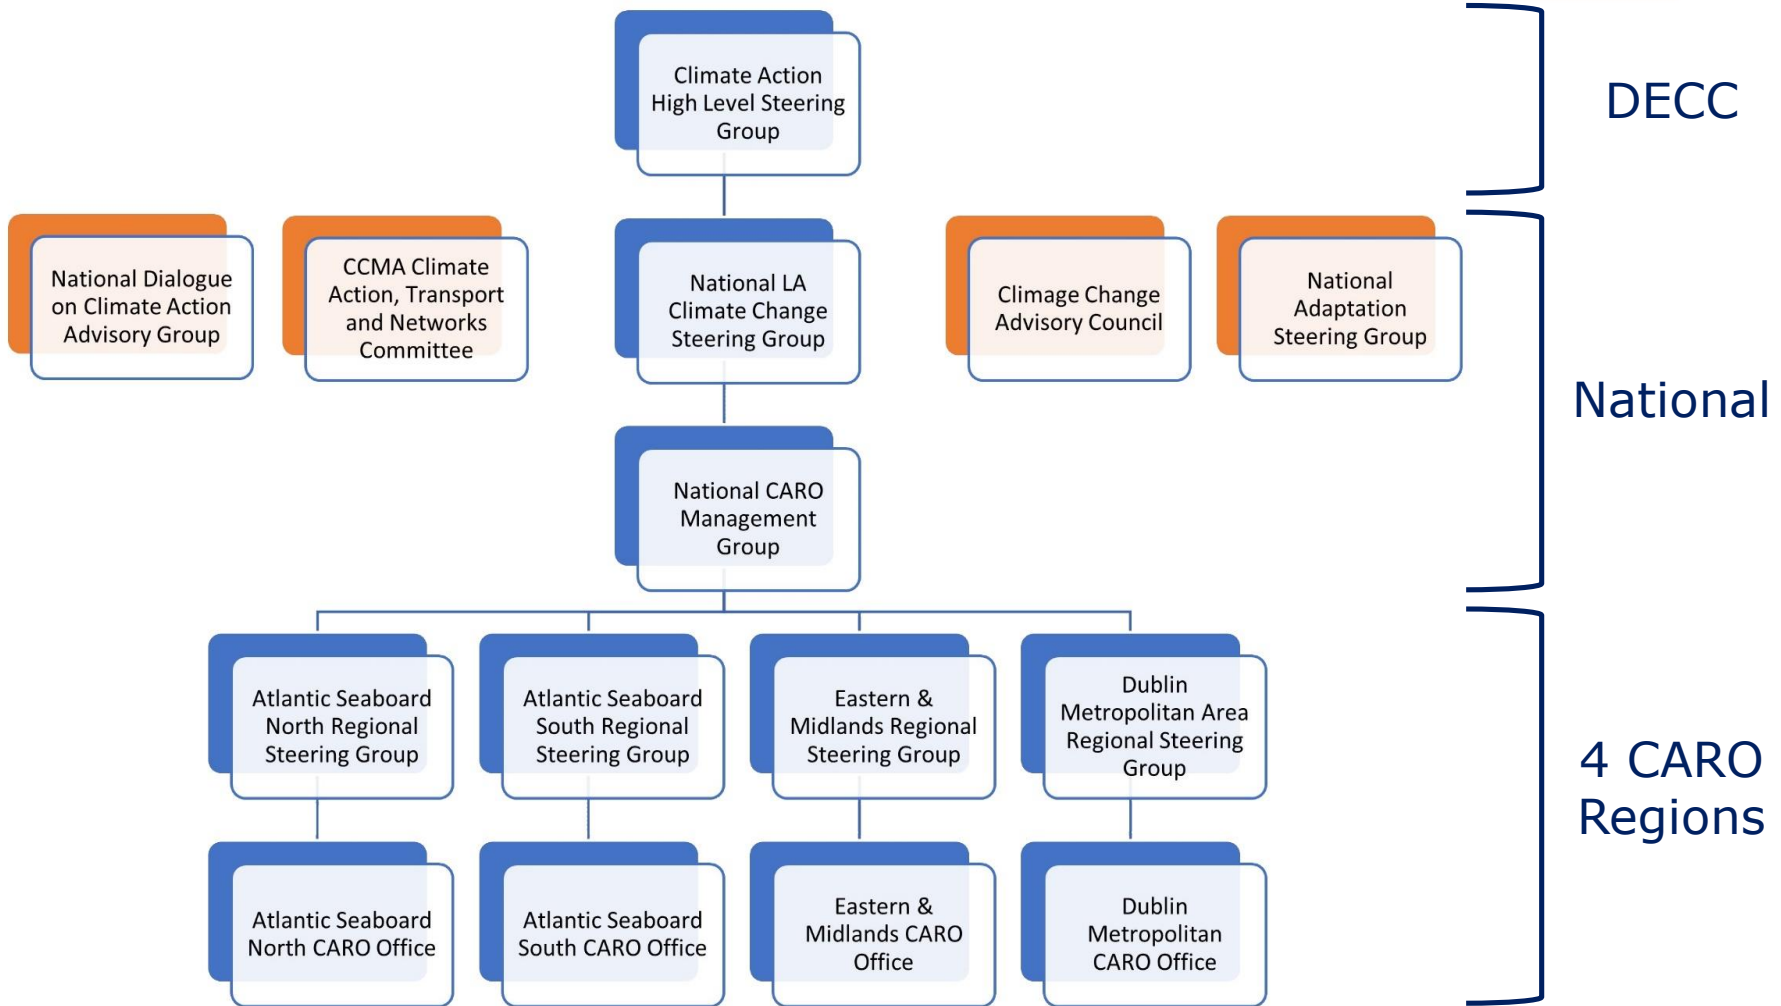 Climate Action
High Level Steering
Group
DECC
National Dialogue
on Climate Action
Advisory Group
CCMA Climate
Action, Transport
and Networks
Committee
National LA
Climate Change
Steering Group
Climage Change
Advisory Council
National
Adaptation
Steering Group
National
National CARO
Management
Group
Atlantic Seaboard
North Regional
Steering Group
Atlantic Seaboard
South Regional
Steering Group
Eastern &
Midlands Regional
Steering Group
Dublin
Metropolitan Area
Regional Steering
Group
4 CARO
Regions
Atlantic Seaboard
North CARO Office
Atlantic Seaboard
South CARO Office
Eastern &
Midlands CARO
Office
Dublin
Metropolitan
CARO Office